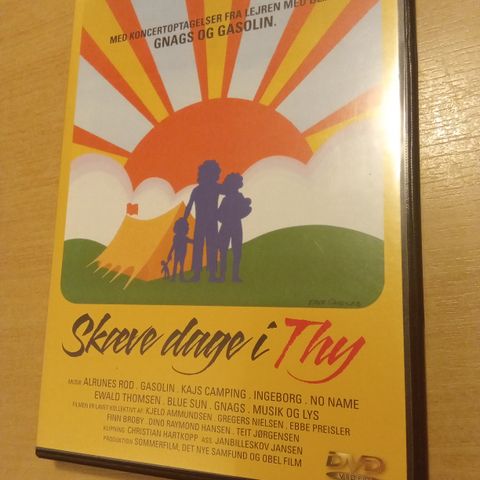 MED KONCERTOPTAGELSER FRA LEJREN MED
GNAGS OG GASOLIN.
Skæve dage i Thy
MUSIK ALRUNES ROD . GASOLIN . KAJS CAMPING . INGEBORG . NO NAME
EWALD THOMSEN . BLUE SUN . GNAGS . MUSIK OG LYS
FILMEN ER LAVET KOLLEKTIVT AF: KJELD AMMUNDSEN . GREGERS NIELSEN . EBBE PREISLER
FINN BROBY . DINO RAYMOND HANSEN . TEIT JØRGENSEN
KLIPNING CHRISTIAN HARTKOPP ASS. JANBILLESKOV JANSEN
PRODUKTION SOMMERFILM, DET NYE SAMFUND OG OBEL FILM
DVD
VIDEO